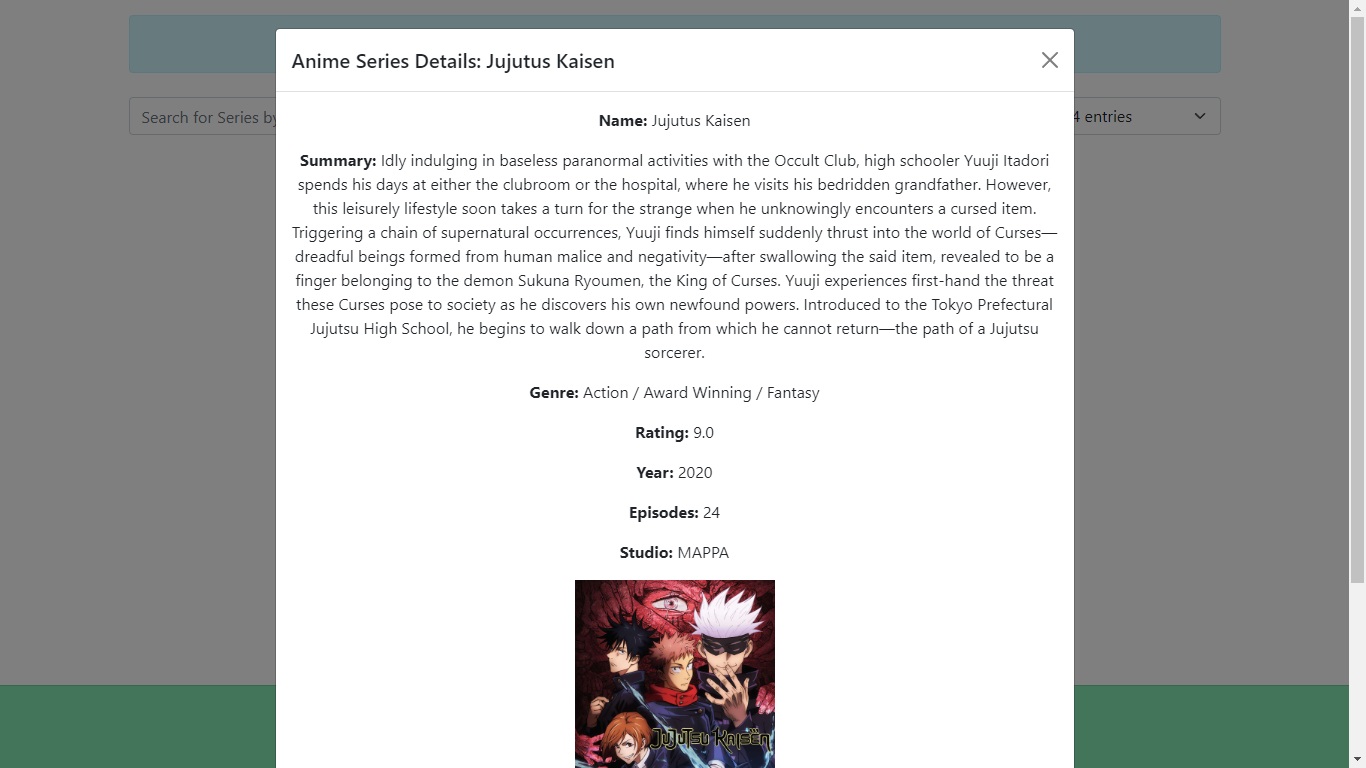 Anime Series Details: Jujutus Kaisen
Search for Series by
4 entries
Name: Jujutus Kaisen
Summary: Idly indulging in baseless paranormal activities with the Occult Club, high schooler Yuuji Itadori
spends his days at either the clubroom or the hospital, where he visits his bedridden grandfather. However,
this leisurely lifestyle soon takes a turn for the strange when he unknowingly encounters a cursed item.
Triggering a chain of supernatural occurrences, Yuuji finds himself suddenly thrust into the world of Curses—
dreadful beings formed from human malice and negativity—after swallowing the said item, revealed to be a
finger belonging to the demon Sukuna Ryoumen, the King of Curses. Yuuji experiences first-hand the threat
these Curses pose to society as he discovers his own newfound powers. Introduced to the Tokyo Prefectural
Jujutsu High School, he begins to walk down a path from which he cannot return—the path of a Jujutsu
sorcerer.
Genre: Action / Award Winning / Fantasy
Rating: 9.0
Year: 2020
Episodes: 24
Studio: MAPPA
JUJUTSU KAISEN